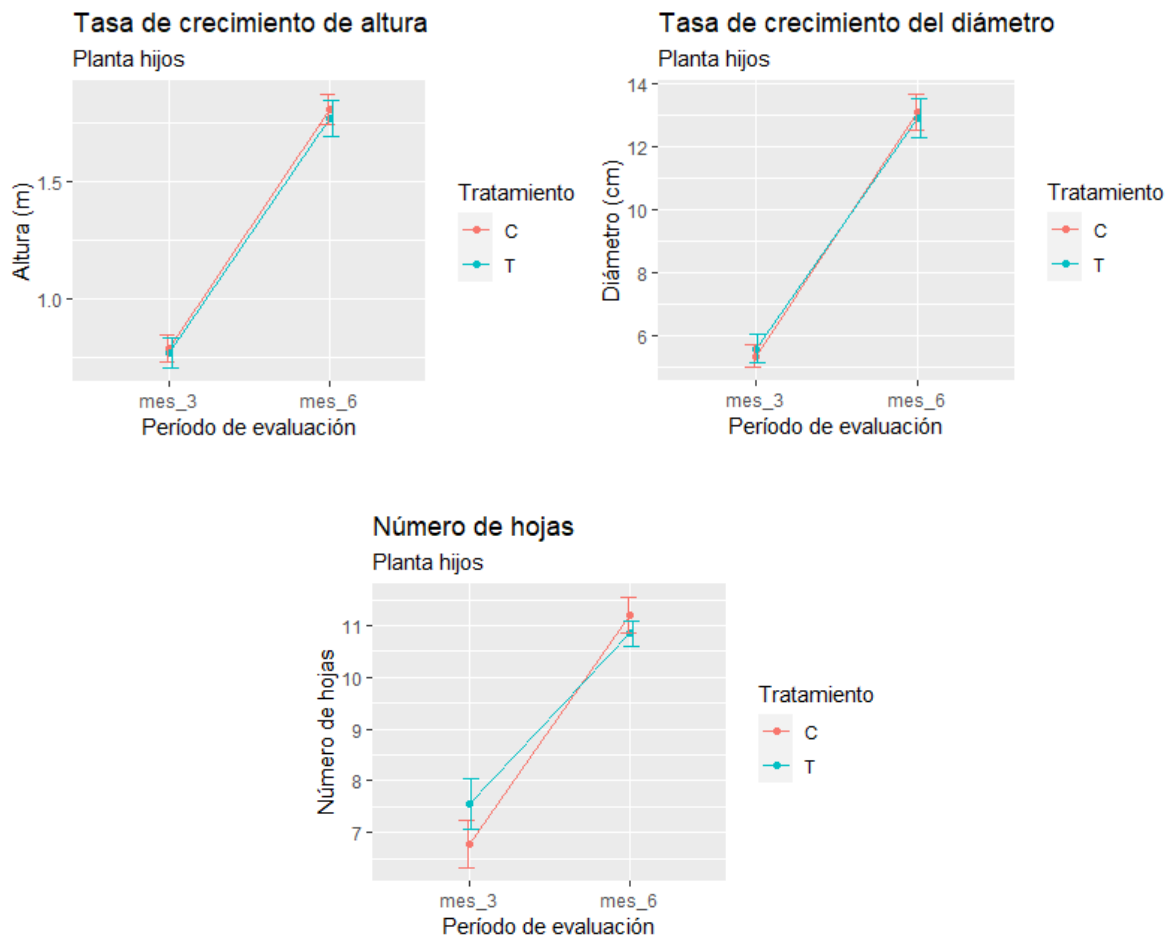 Tasa de crecimiento de altura
Planta hijos
Altura (m)
1.5
1.0
mes_3 mes_6
Período de evaluación
Tratamiento
C
T
Tasa de crecimiento del diámetro
Planta hijos
Diámetro (cm)
14
12
10
8
6
mes_3 mes_6
Período de evaluación
Tratamiento
C
T
Número de hojas
Planta hijos
Número de hojas
11
10
9
8
7
mes_3 mes_6
Período de evaluación
Tratamiento
C
T